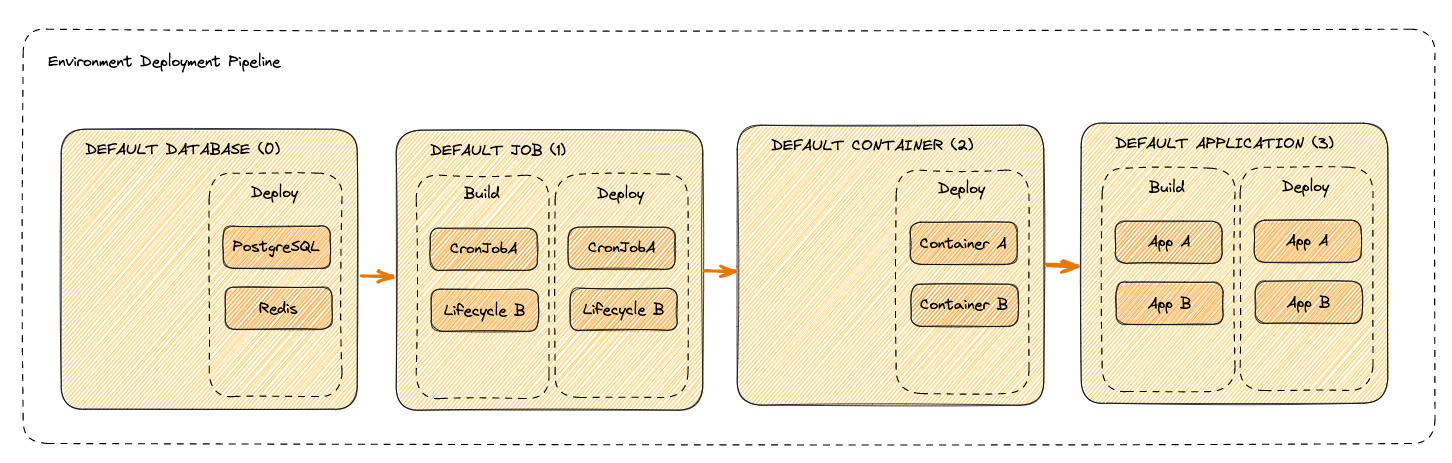 Environment Deployment Pipeline
DEFAULT DATABASE (0)
Deploy
PostgreSQL
Redis
DEFAULT JOB (1)
Build
CronJobA
Lifecycle B
Deploy
CronJobA
Lifecycle B
DEFAULT CONTAINER (2)
Deploy
Container A
Container B
DEFAULT APPLICATION (3)
Build
App A
App B
Deploy
App A
App B